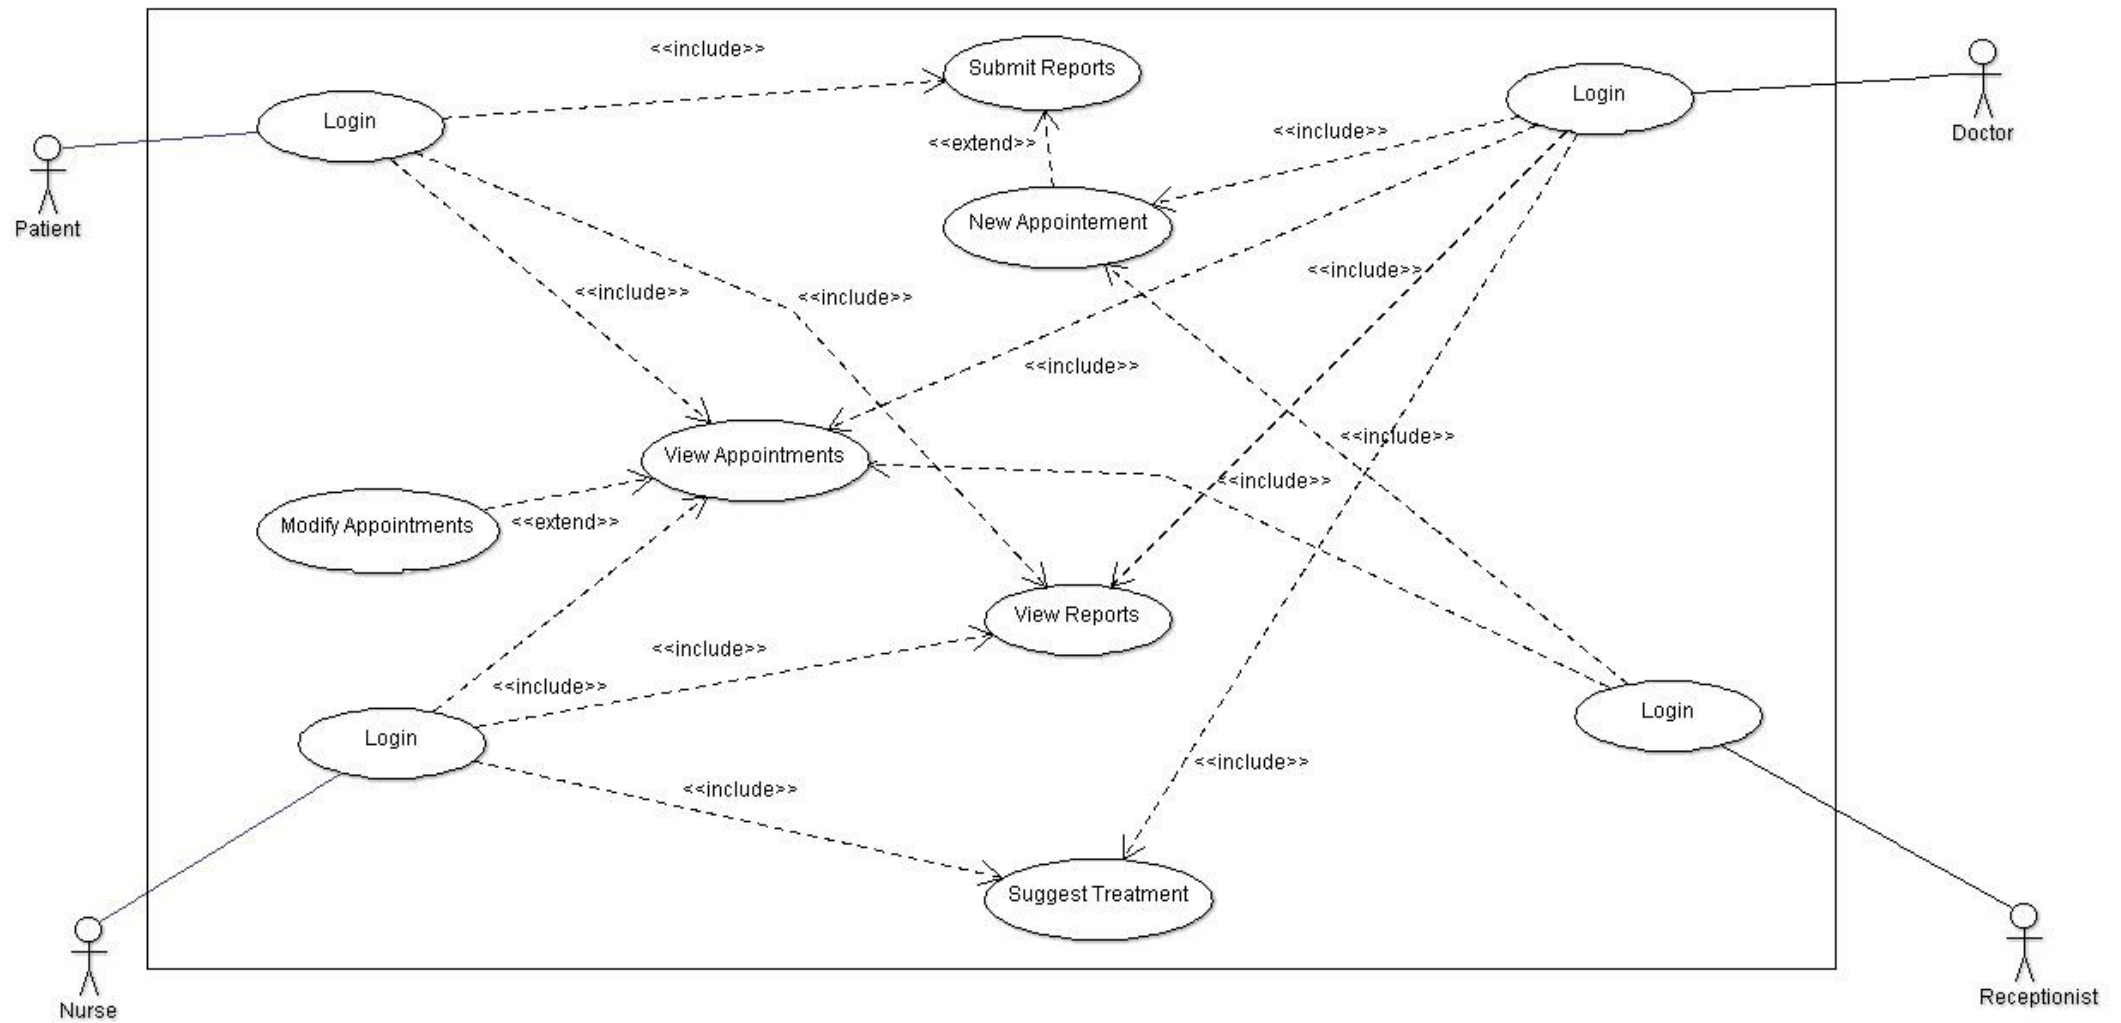 <<include>>
Submit Reports
Login
Login
Doctor
<<include>>
<<extend>>
Patient
New Appointement
<<include>>
<<include>>
<<include>>
<<include>>
<<include>>
View Appointments
<<include>>
Modify Appointments
<<extend>>
View Reports
<<include>>
<<include>>
Login
Login
<<include>>
<<include>>
Suggest Treatment
Nurse
Receptionist